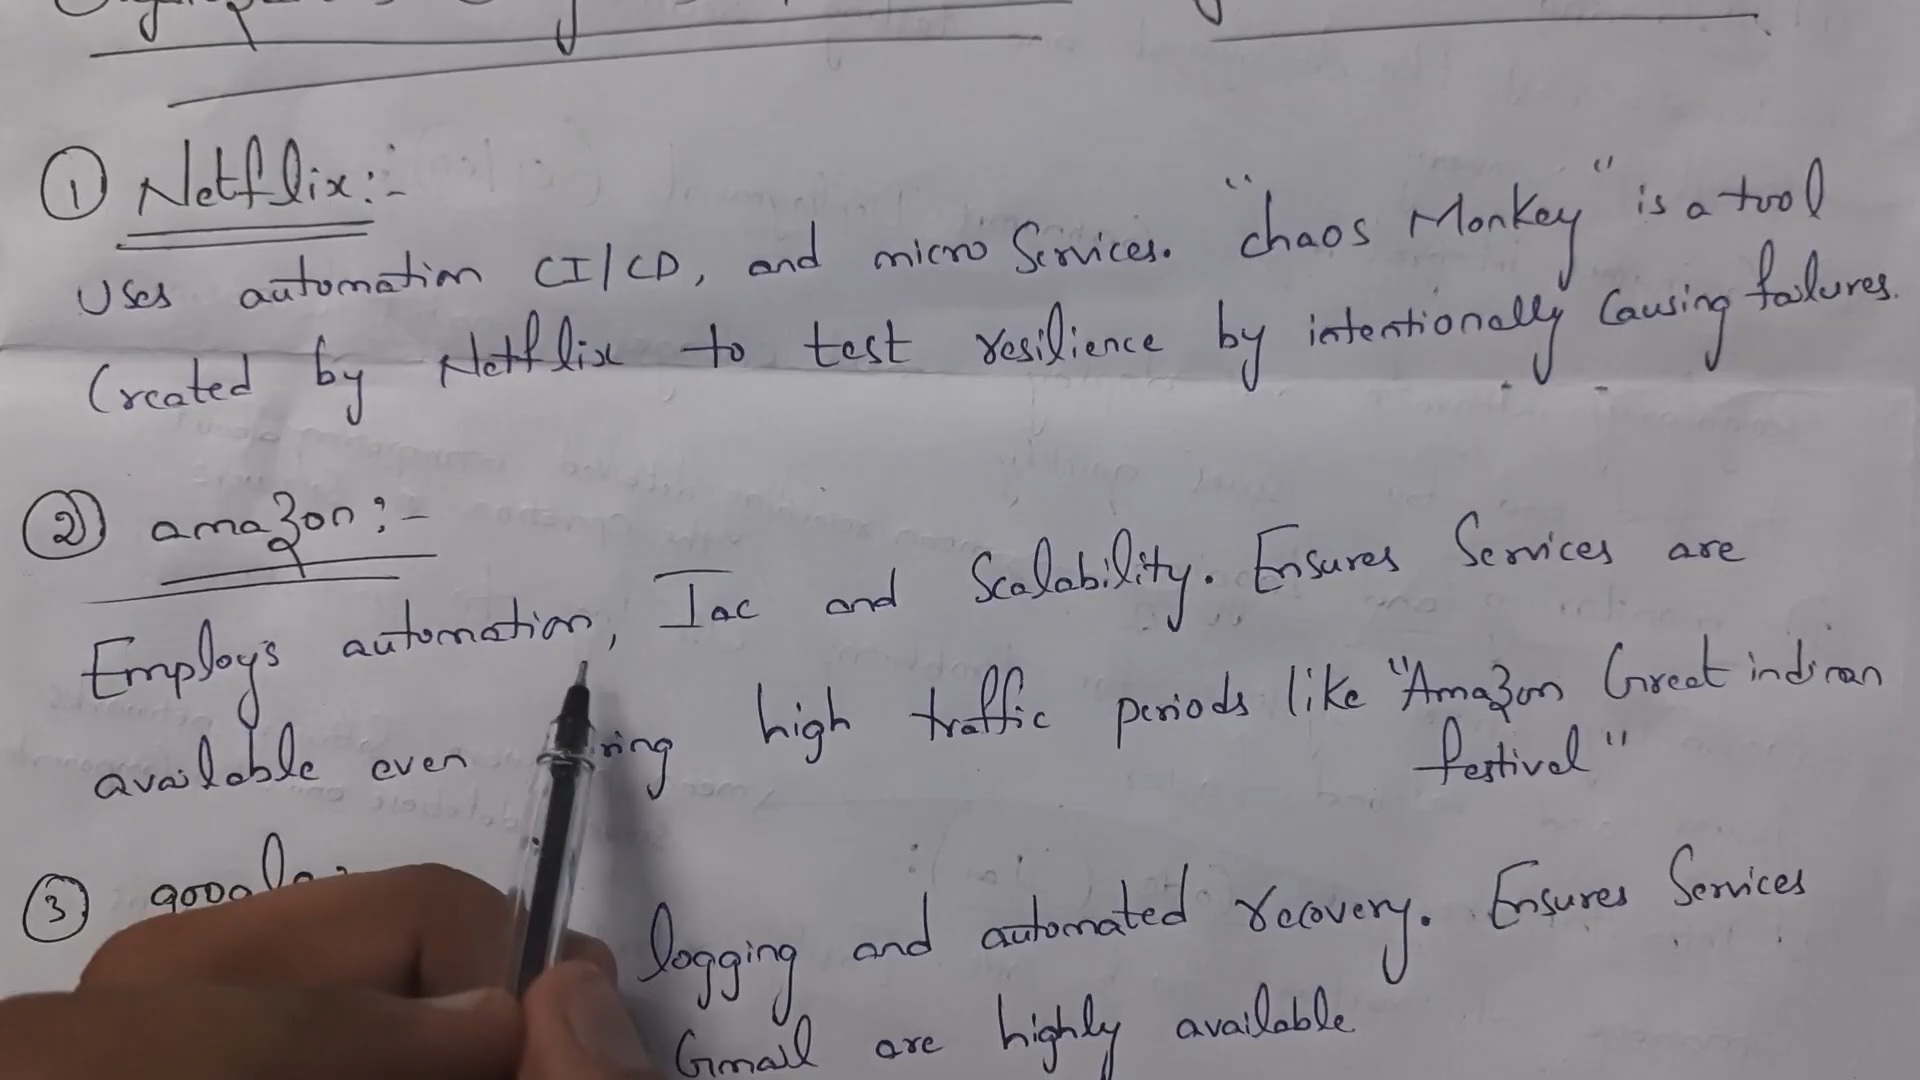 ① Netflix:-
Uses automation CI/CD, and micro Services. "chaos Monkey" is a tool
Created by Netflix to test resilience by intentionally Causing failures.
② amazon:-
Employs automation, Iac and Scalability. Ensures Services are
available even ring high traffic periods like "Amazon Great indian
festival"
③ google:
logging and automated recovery. Ensures Services
Gmail are highly available